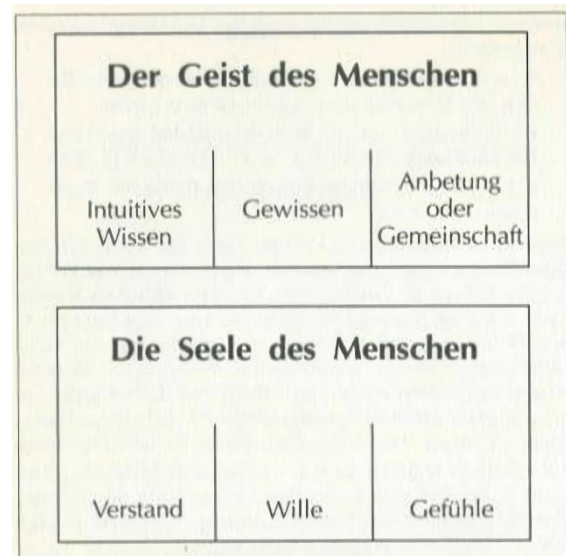 Der Geist des Menschen
Intuitives
Wissen
Gewissen
Anbetung
oder
Gemeinschaft
Die Seele des Menschen
Verstand
Wille
Gefühle